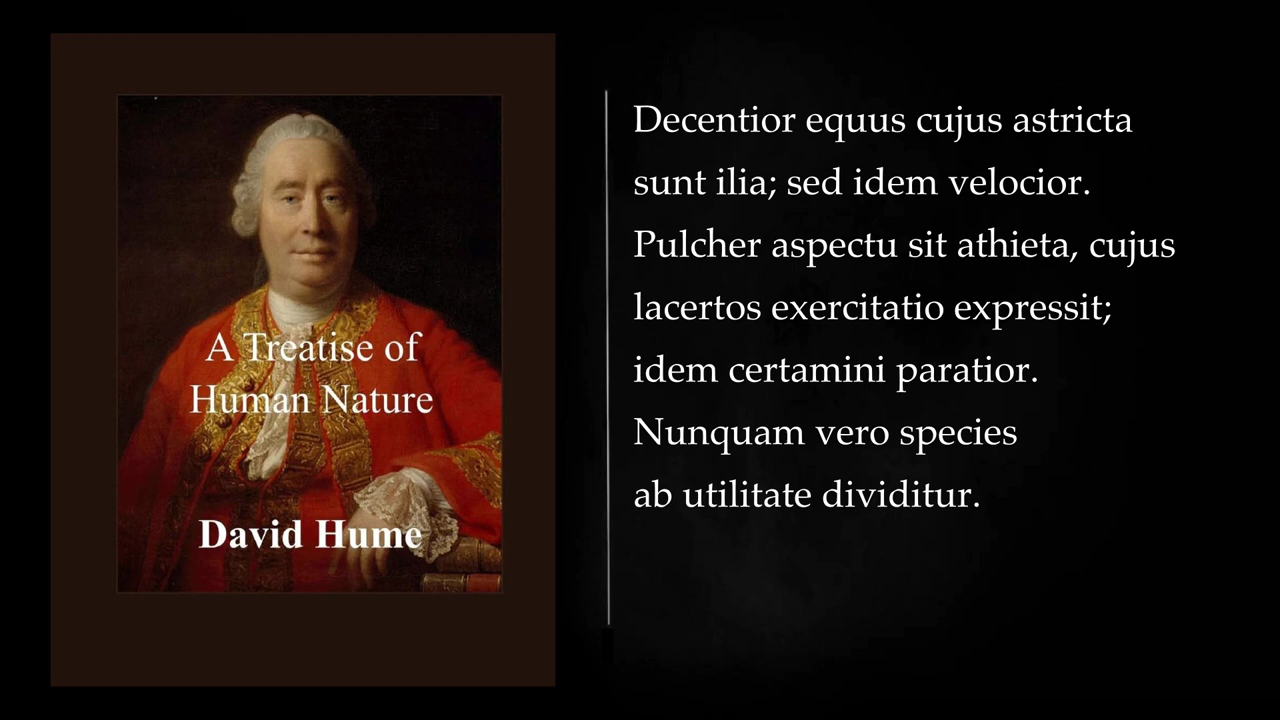 A Treatise of
Human Nature
David Hume
Decentior equus cujus astricta
sunt ilia; sed idem velocior.
Pulcher aspectu sit athieta, cujus
lacertos exercitatio expressit;
idem certamini paratior.
Nunquam vero species
ab utilitate dividitur.